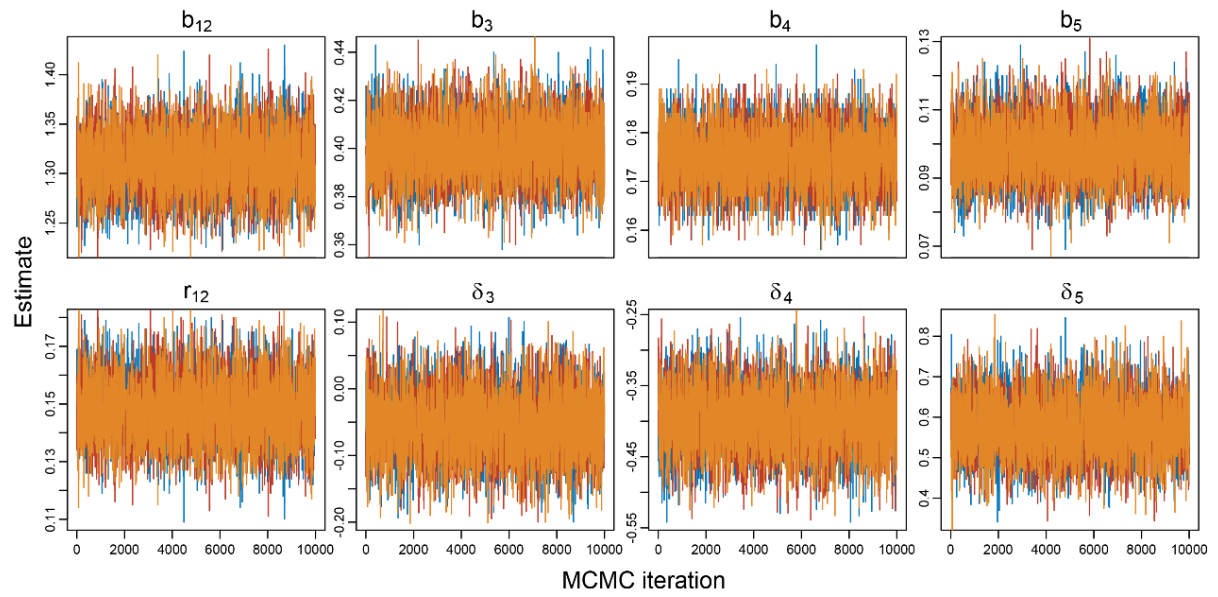 b12 b3 b4 b5
1.25 1.30 1.35 1.40
0.36 0.38 0.40 0.42 0.44
0.16 0.17 0.18 0.19
0.07 0.09 0.11 0.13
Estimate
r12 δ3 δ4 δ5
0.11 0.13 0.15 0.17
-0.20 -0.10 0.00 0.10
-0.55 -0.45 -0.35 -0.25
0.4 0.5 0.6 0.7 0.8
0 2000 4000 6000 8000 10000 0 2000 4000 6000 8000 10000 0 2000 4000 6000 8000 10000 0 2000 4000 6000 8000 10000
MCMC iteration